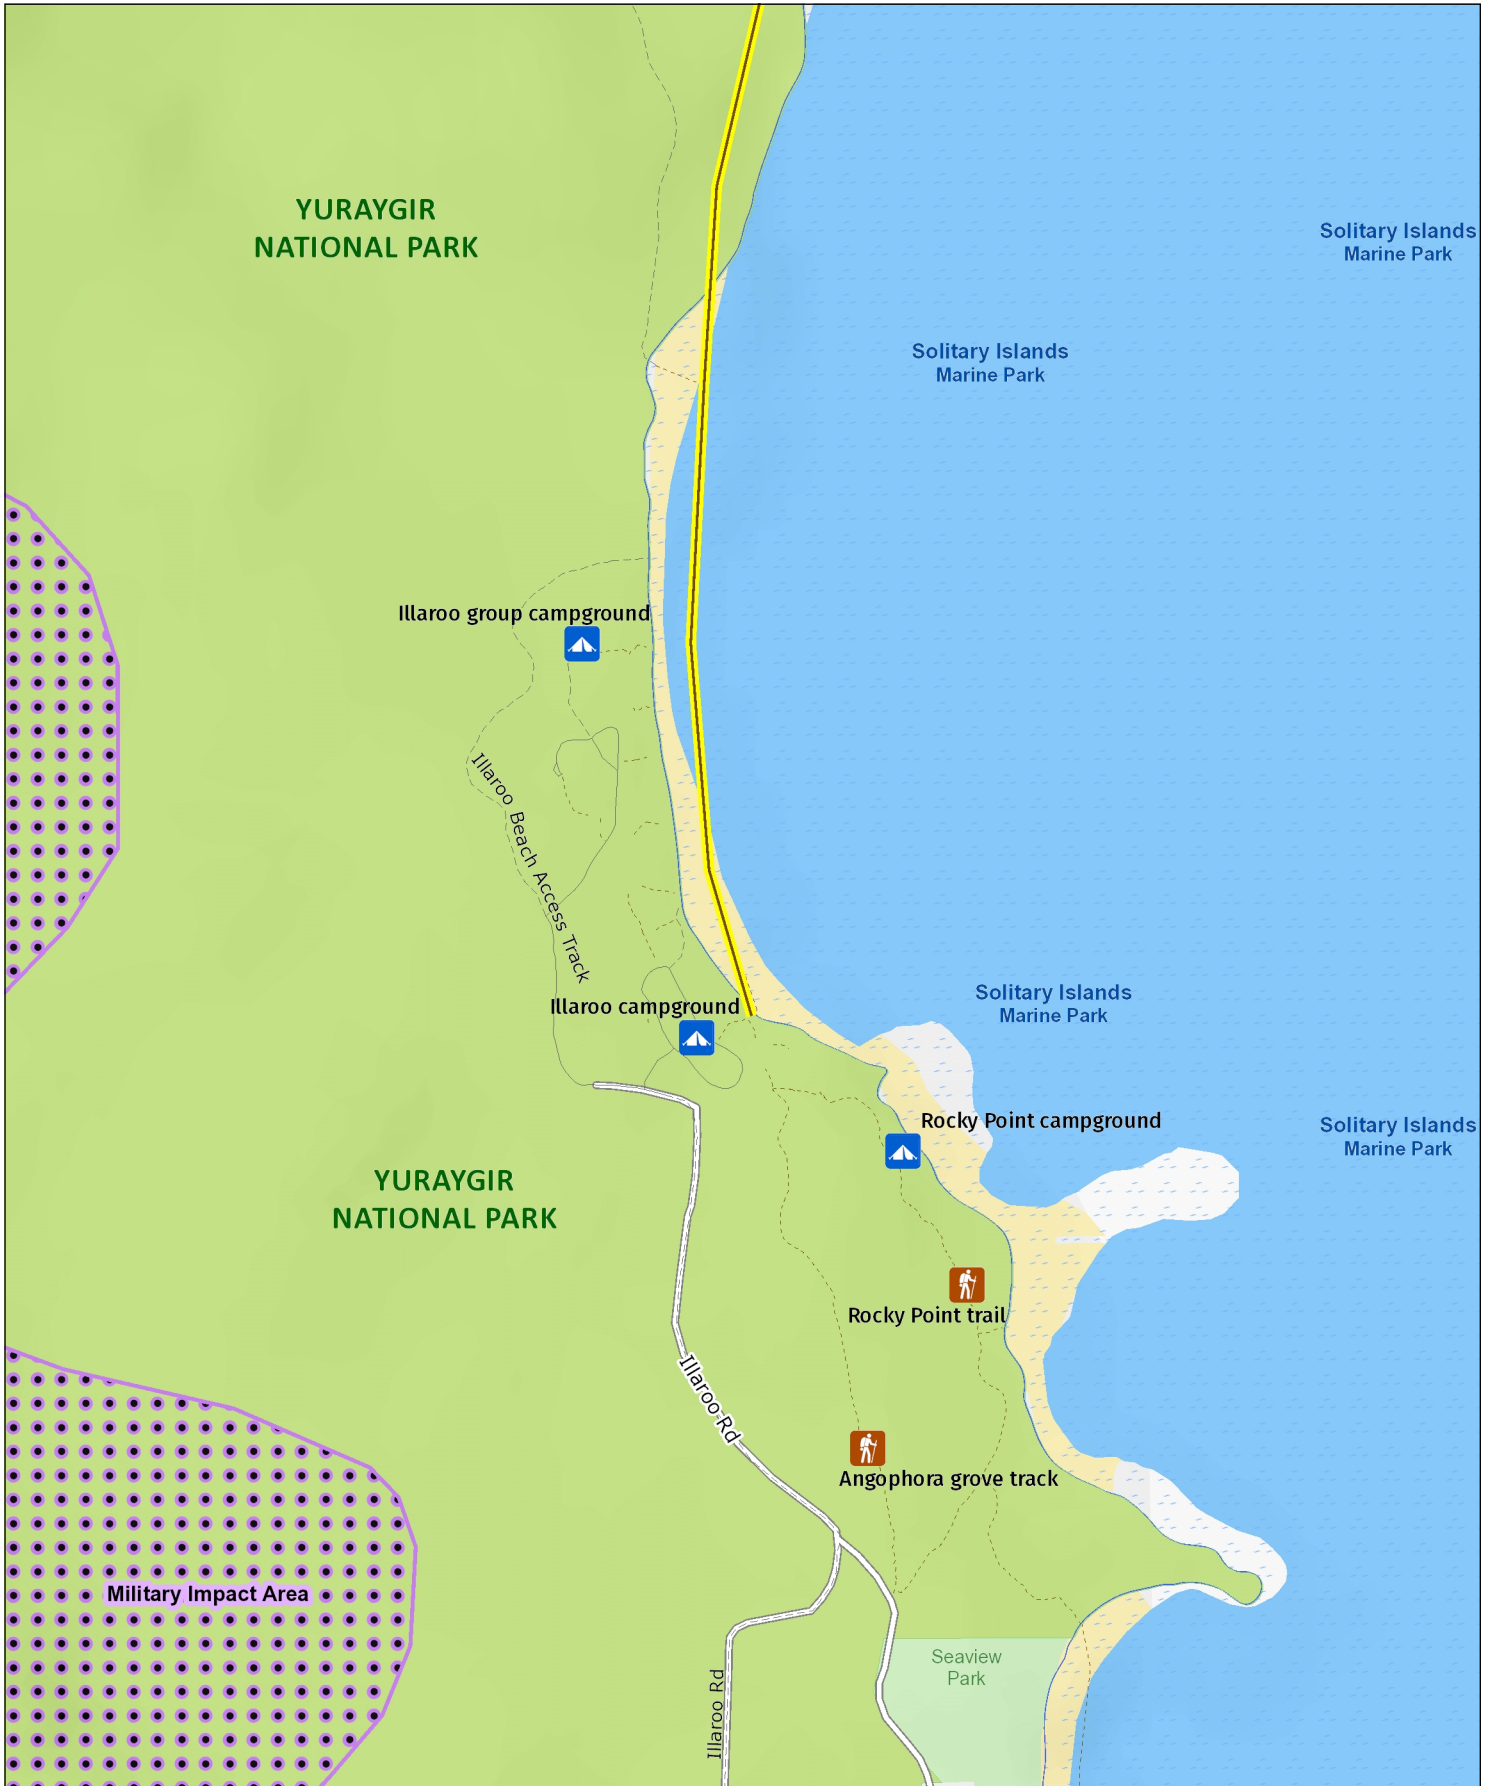 YURAYGIR
NATIONAL PARK
Solitary Islands
Marine Park
Solitary Islands
Marine Park
Illaroo group campground
Illaroo Beach Access Track
Solitary Islands
Marine Park
Illaroo campground
Rocky Point campground
Solitary Islands
Marine Park
YURAYGIR
NATIONAL PARK
Rocky Point trail
Illaroo Rd
Angophora grove track
Military Impact Area
Seaview
Park
Illaroo Rd